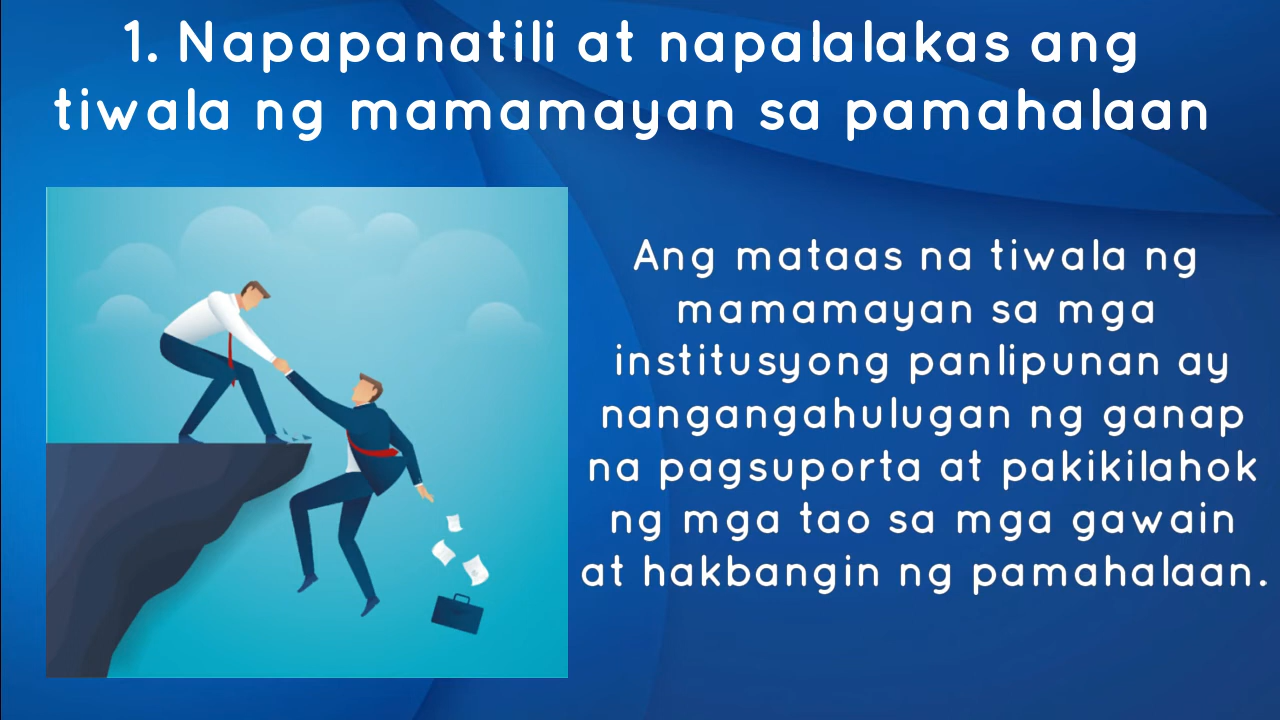 1. Napapanatili at napalalakas ang
tiwala ng mamamayan sa pamahalaan
Ang mataas na tiwala ng
mamamayan sa mga
institusyong panlipunan ay
nangangahulugan ng ganap
na pagsuporta at pakikilahok
ng mga tao sa mga gawain
at hakbangin ng pamahalaan.